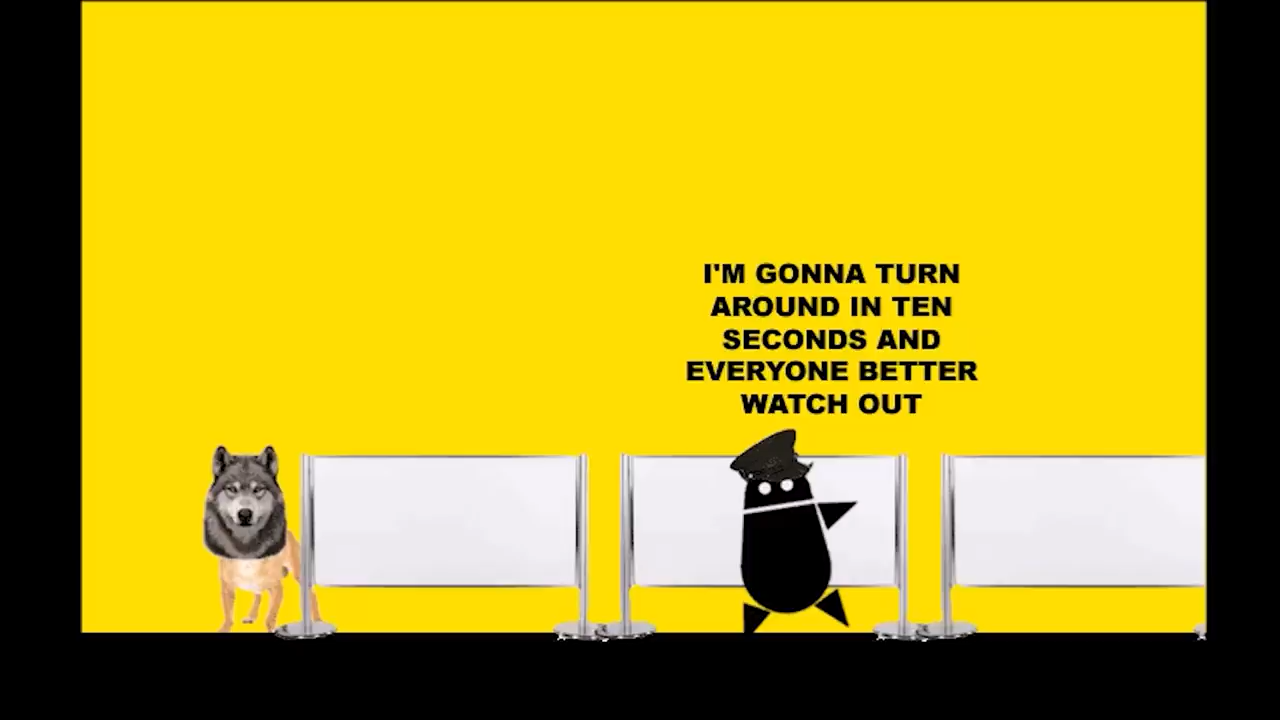 I'M GONNA TURN
AROUND IN TEN
SECONDS AND
EVERYONE BETTER
WATCH OUT